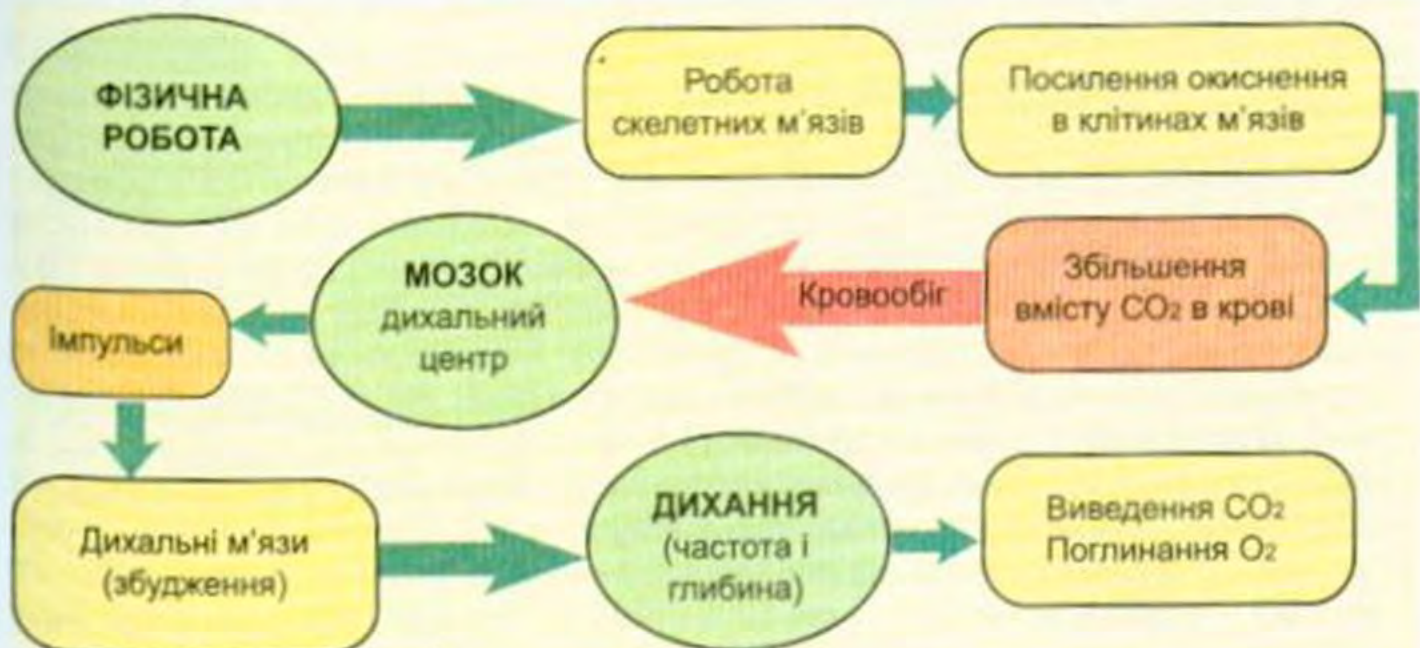 ФІЗИЧНА
РОБОТА
Робота
скелетних м'язів
Посилення окиснення
в клітинах м'язів
Збільшення
вмісту CO₂ в крові
Кровообіг
МОЗОК
дихальний
центр
Імпульси
Дихальні м'язи
(збудження)
ДИХАННЯ
(частота і
глибина)
Виведення CO₂
Поглинання O₂